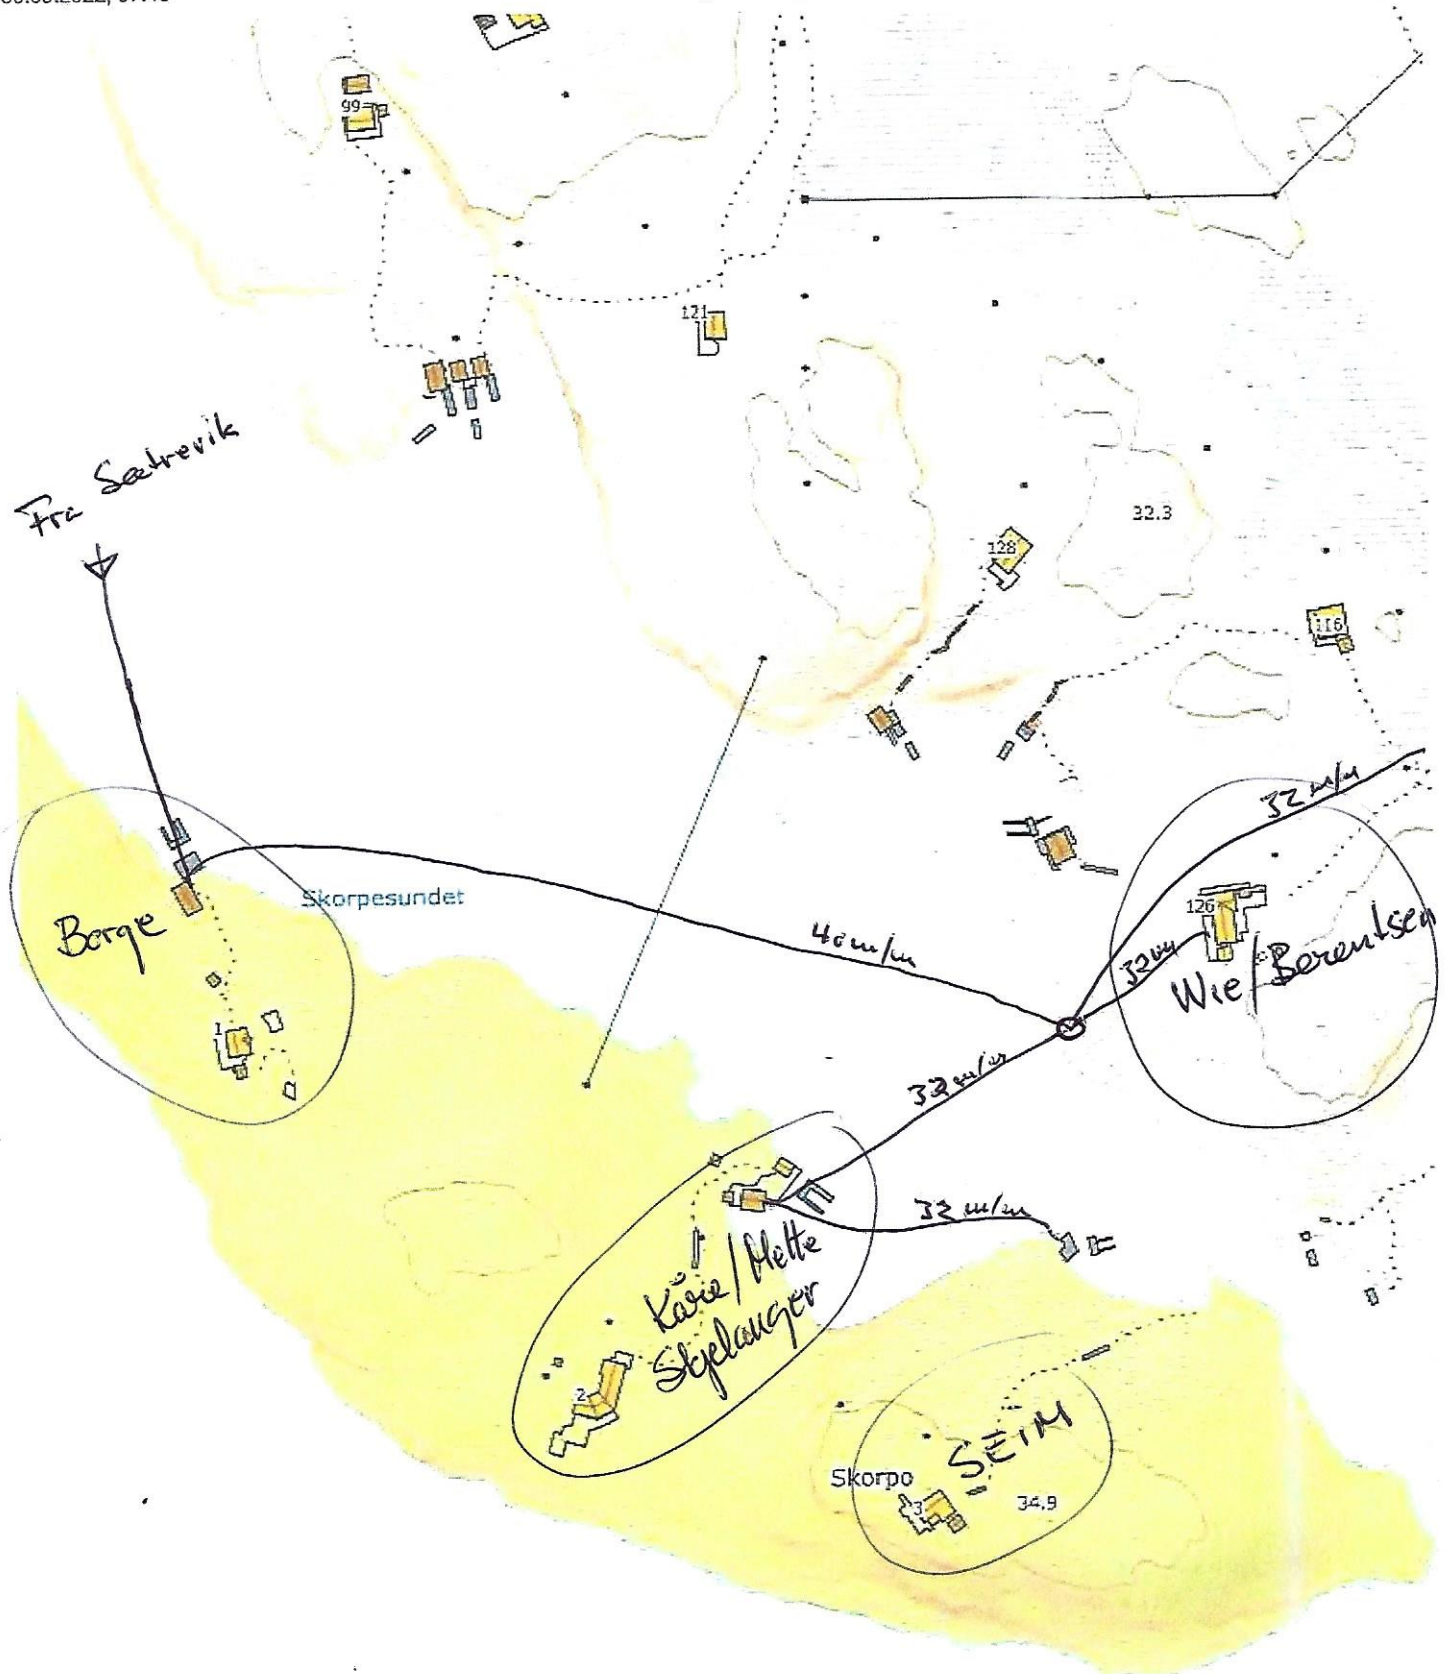 99
121
Fra Sætrevik
32.3
128
116
32 m/m
Skorpesundet
126
Borge
40 m/m
32 m/m
Wie/Berentsen
1
32 m/m
32 m/m
Kåre/Mette
Skjelanger
2
SEIM
Skorpo
3
34.9